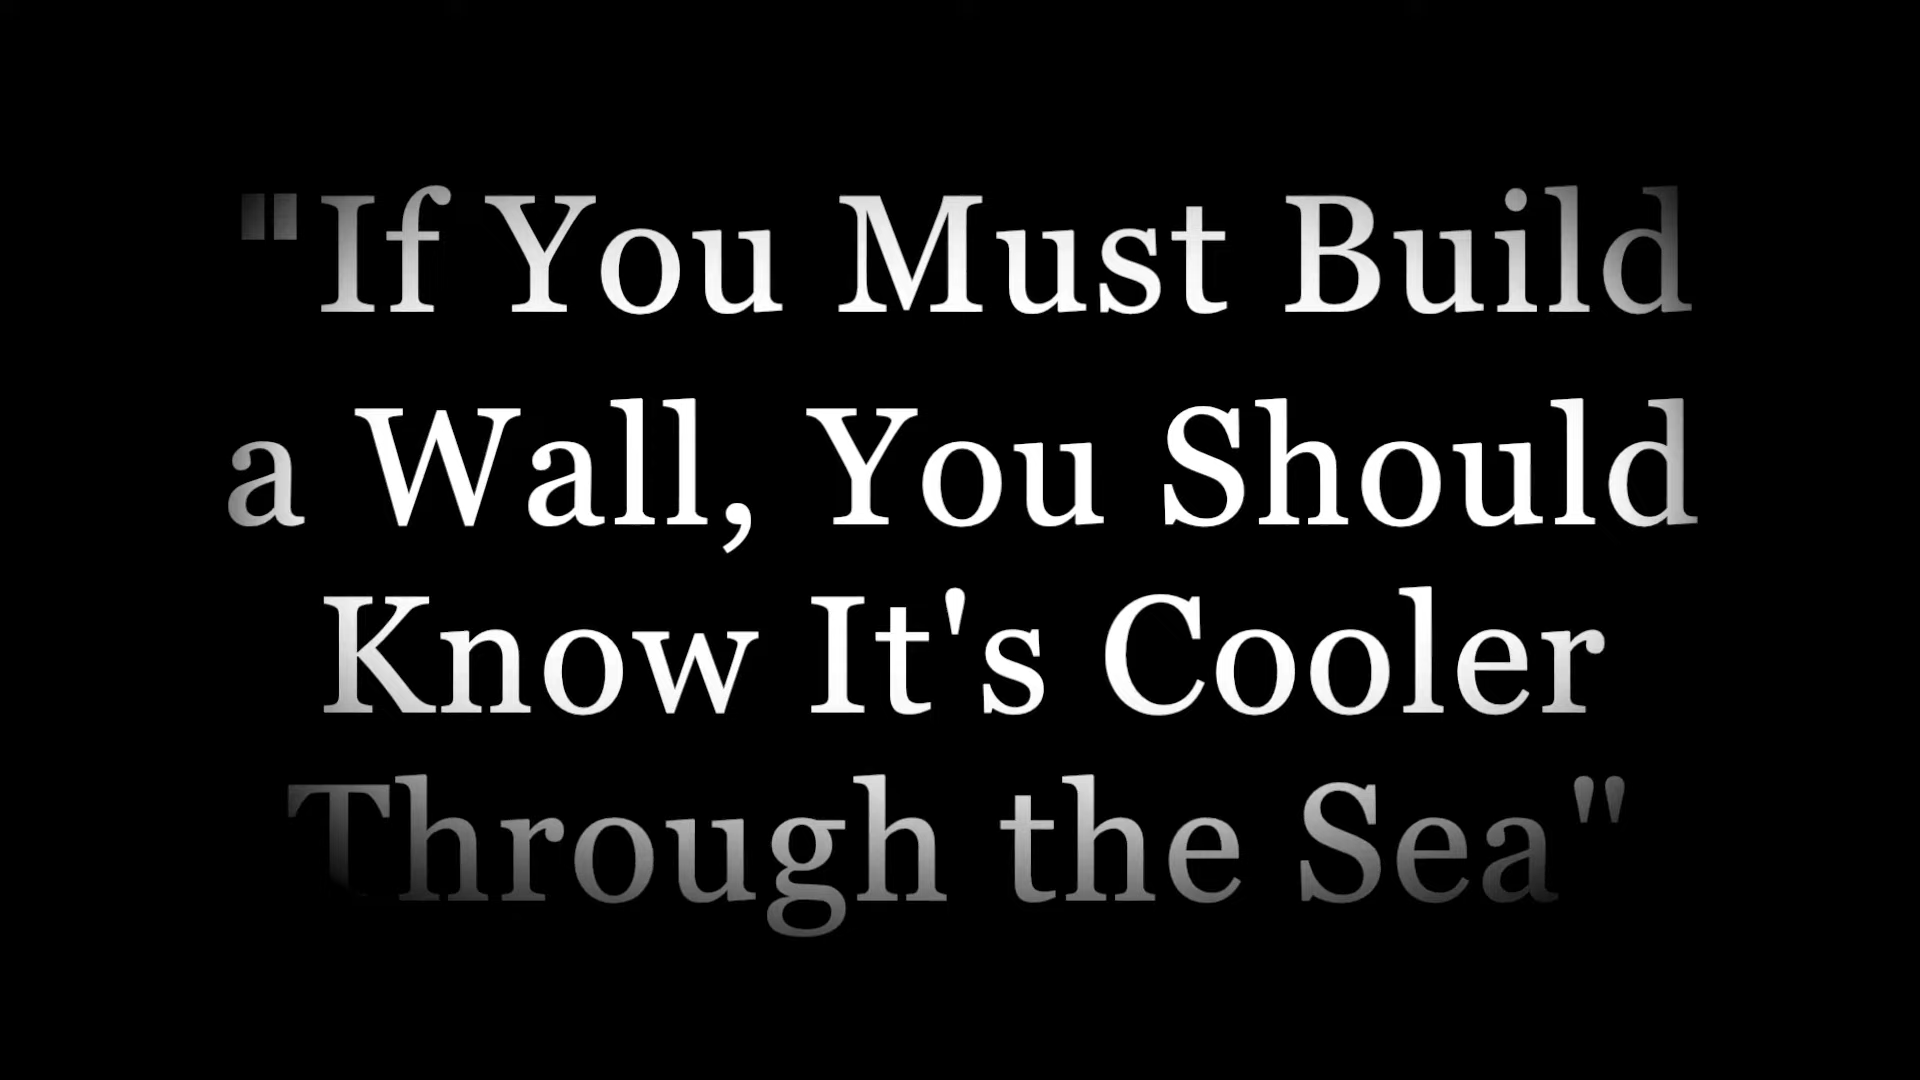 "If You Must Build
a Wall, You Should
Know It's Cooler
Through the Sea"